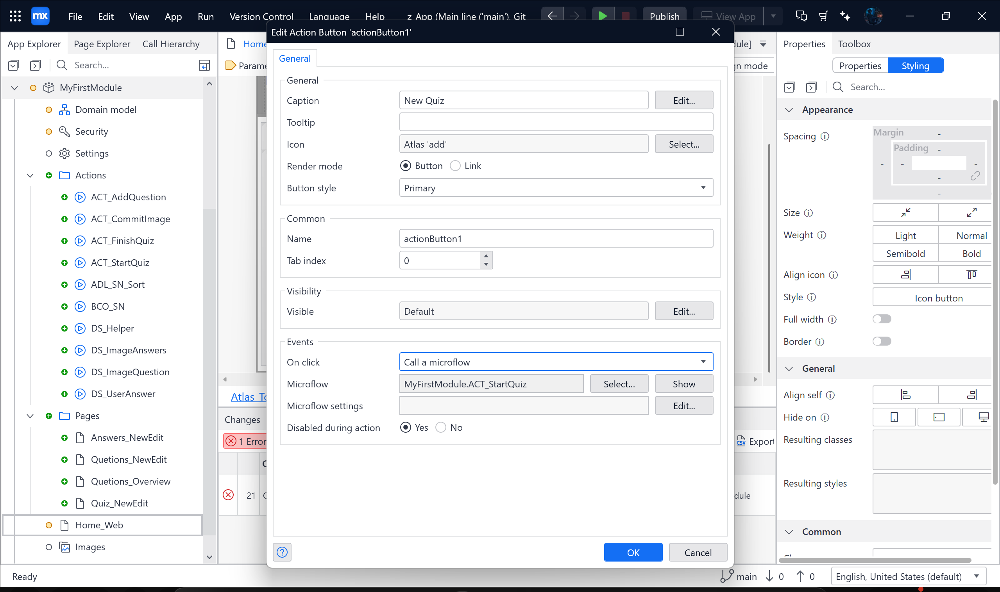 mx File Edit View App Run Version Control Language Help z App (Main line ('main'), Git Publish View App
Edit Action Button 'actionButton1'
App Explorer Page Explorer Call Hierarchy
Search...
MyFirstModule
Domain model
Security
Settings
Actions
ACT_AddQuestion
ACT_CommitImage
ACT_FinishQuiz
ACT_StartQuiz
ADL_SN_Sort
BCO_SN
DS_Helper
DS_ImageAnswers
DS_ImageQuestion
DS_UserAnswer
Pages
Answers_NewEdit
Quetions_NewEdit
Quetions_Overview
Quiz_NewEdit
Home_Web
Images
Home
Parame
Atlas_To
Changes
1 Error
21
General
General
Caption New Quiz Edit...
Tooltip
Icon Atlas 'add' Select...
Render mode Button Link
Button style Primary
Common
Name actionButton1
Tab index 0
Visibility
Visible Default Edit...
Events
On click Call a microflow
Microflow MyFirstModule.ACT_StartQuiz Select... Show
Microflow settings Edit...
Disabled during action Yes No
? OK Cancel
dule]
gn mode
CSV Export
dule
Properties Toolbox
Properties Styling
Search...
Appearance
Spacing Margin -
Padding -
- - -
-
-
Size
Weight Light Normal
Semibold Bold
Align icon
Style Icon button
Full width
Border
General
Align self
Hide on
Resulting classes
Resulting styles
Common
Ready main 0 0 English, United States (default)